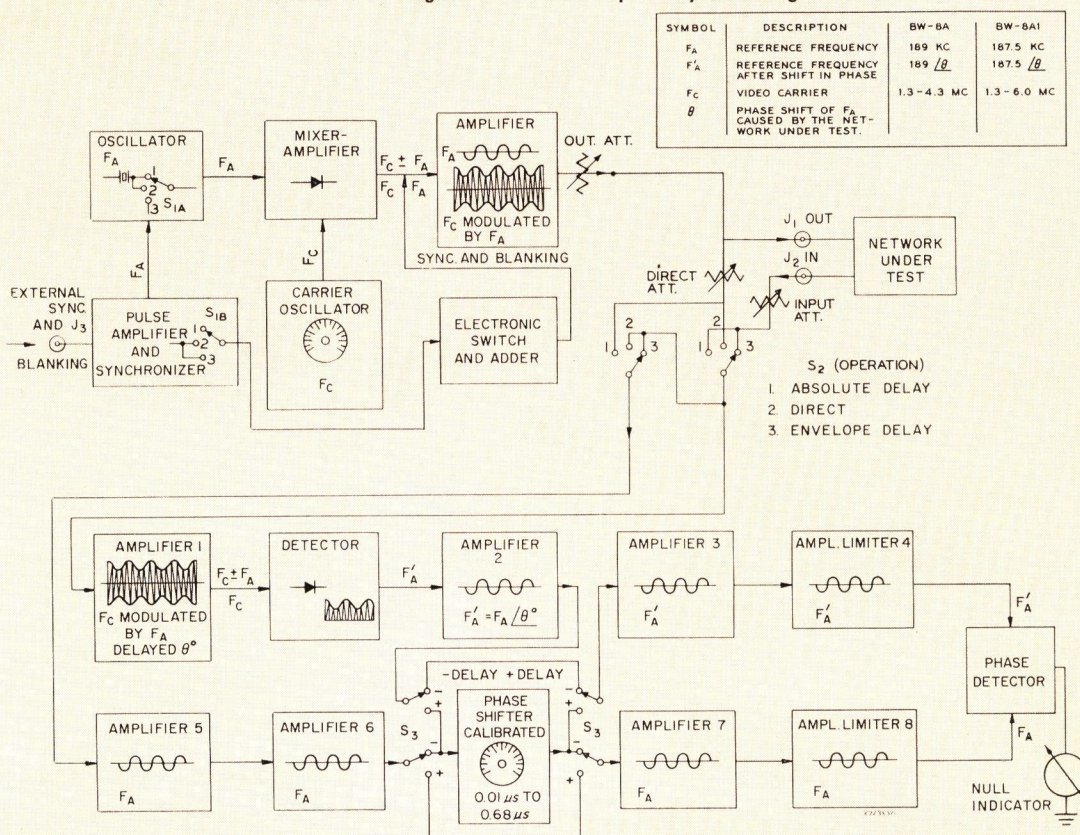 SYMBOL DESCRIPTION BW-8A BW-8A1
FA REFERENCE FREQUENCY 189 KC 187.5 KC
F'A REFERENCE FREQUENCY AFTER SHIFT IN PHASE 189 /θ 187.5 /θ
FC VIDEO CARRIER 1.3-4.3 MC 1.3-6.0 MC
θ PHASE SHIFT OF FA CAUSED BY THE NET-
WORK UNDER TEST.
OSCILLATOR
FA
1
2
3
S1A
FA
MIXER-
AMPLIFIER
FC ± FA
FC FA
AMPLIFIER
FA
FC MODULATED
BY FA
OUT. ATT.
SYNC. AND BLANKING
J1 OUT
J2 IN
NETWORK
UNDER
TEST
DIRECT
ATT.
INPUT
ATT.
FA
FC
EXTERNAL
SYNC.
AND J3
BLANKING
PULSE
AMPLIFIER
AND
SYNCHRONIZER
S1B
1
2
3
CARRIER
OSCILLATOR
FC
ELECTRONIC
SWITCH
AND ADDER
1 2 3
1 2 3
S2 (OPERATION)
1. ABSOLUTE DELAY
2. DIRECT
3. ENVELOPE DELAY
AMPLIFIER 1
FC MODULATED
BY FA
DELAYED θ°
FC ± FA
FC
DETECTOR
F'A
AMPLIFIER
2
F'A = FA /θ°
AMPLIFIER 3
F'A
AMPL. LIMITER 4
F'A
F'A
PHASE
DETECTOR
FA
-DELAY +DELAY
- -
+ +
AMPLIFIER 5
FA
AMPLIFIER 6
FA
S3
-
+
PHASE
SHIFTER
CALIBRATED
0.01 μs TO
0.68 μs
-
+
S3
AMPLIFIER 7
FA
AMPL. LIMITER 8
FA
NULL
INDICATOR